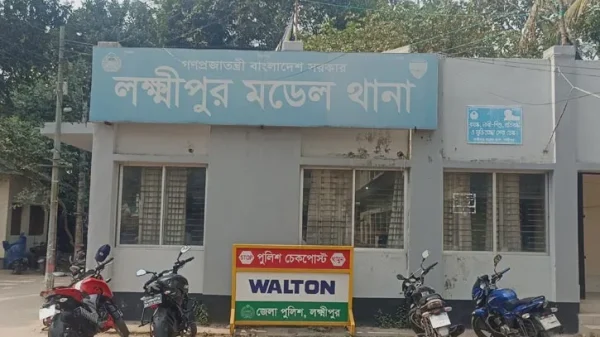 গণপ্রজাতন্ত্রী বাংলাদেশ সরকার
লক্ষ্মীপুর মডেল থানা
পুলিশ চেকপোস্ট
WALTON
জেলা পুলিশ, লক্ষ্মীপুর